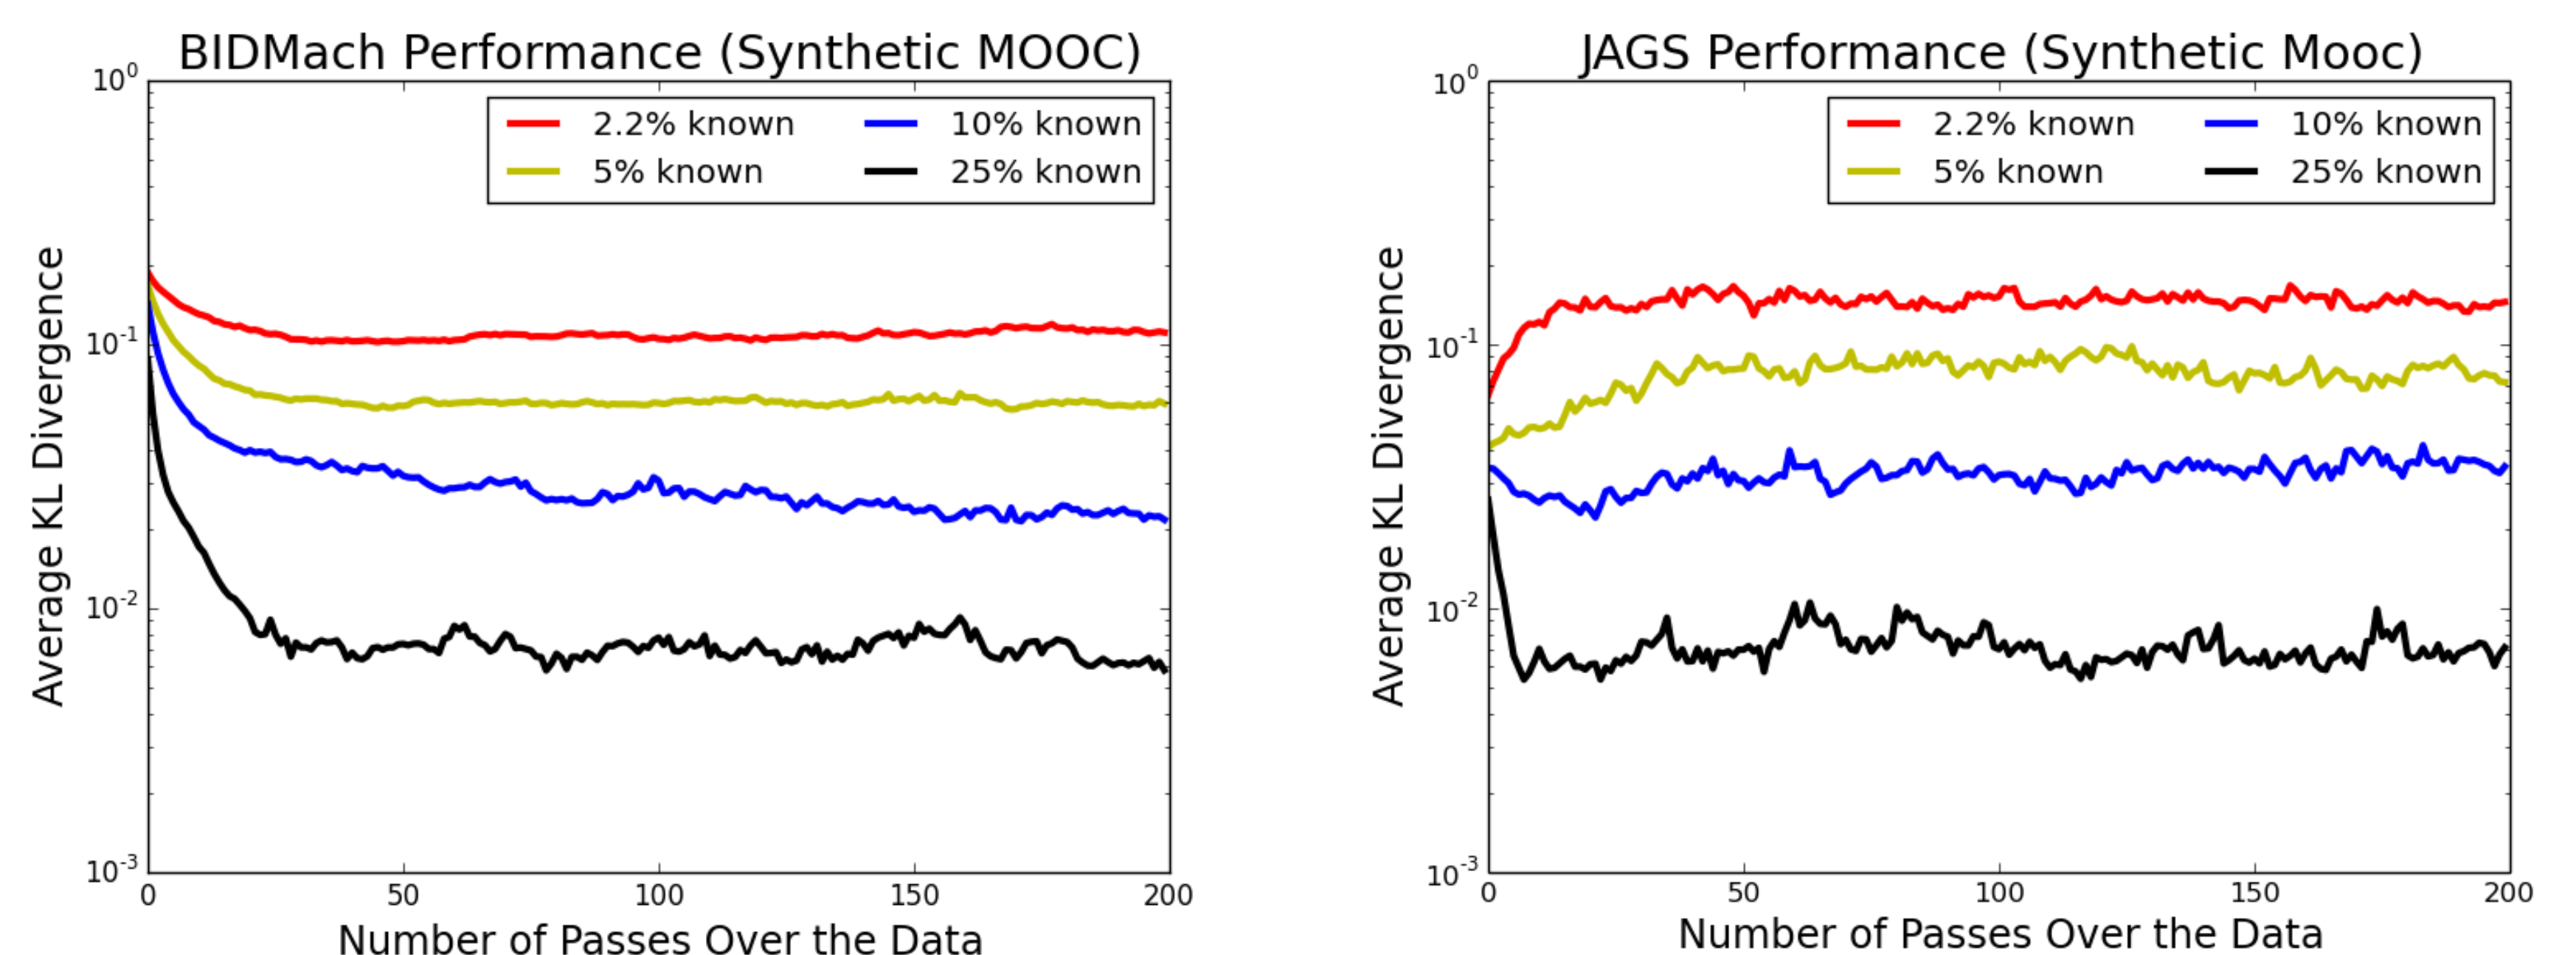 BIDMach Performance (Synthetic MOOC)
10^0
10^-1
10^-2
10^-3
Average KL Divergence
2.2% known
10% known
5% known
25% known
0 50 100 150 200
Number of Passes Over the Data
JAGS Performance (Synthetic Mooc)
10^0
10^-1
10^-2
10^-3
Average KL Divergence
2.2% known
10% known
5% known
25% known
0 50 100 150 200
Number of Passes Over the Data